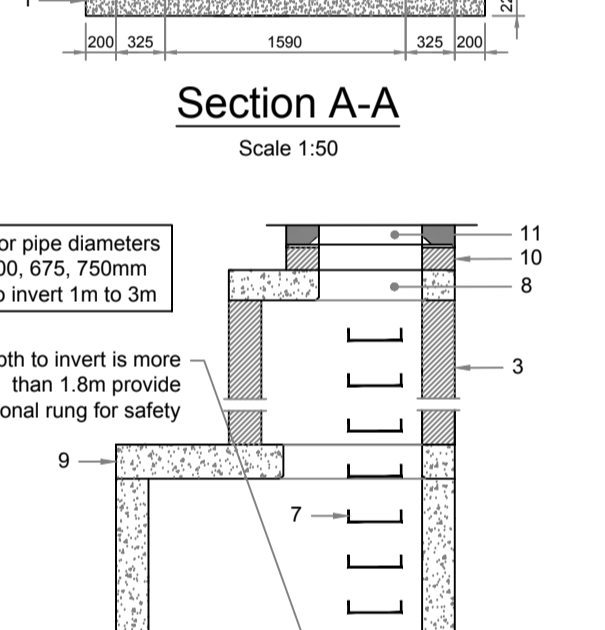 200 325 1590 325 200
Section A-A
Scale 1:50
or pipe diameters
00, 675, 750mm
o invert 1m to 3m
11
10
8
pth to invert is more
than 1.8m provide
onal rung for safety
3
9
7